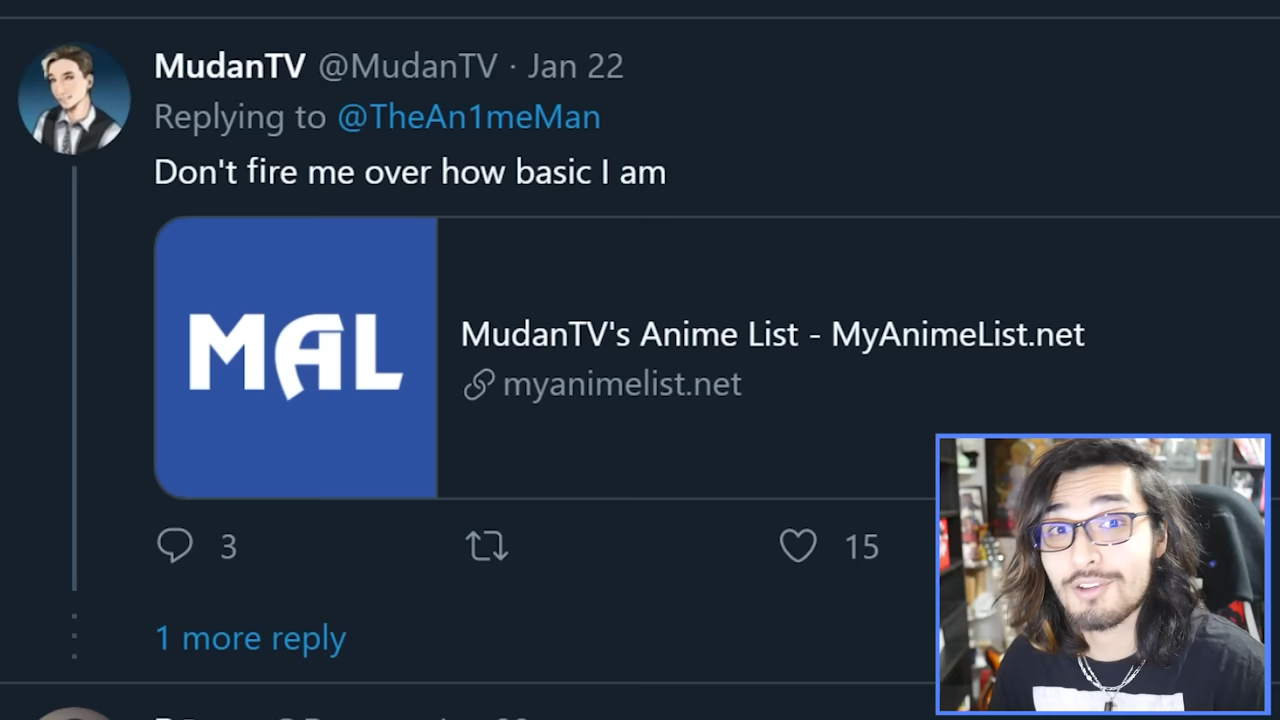 MudanTV @MudanTV · Jan 22
Replying to @TheAn1meMan
Don't fire me over how basic I am
MAL
MudanTV's Anime List - MyAnimeList.net
myanimelist.net
3 15
1 more reply